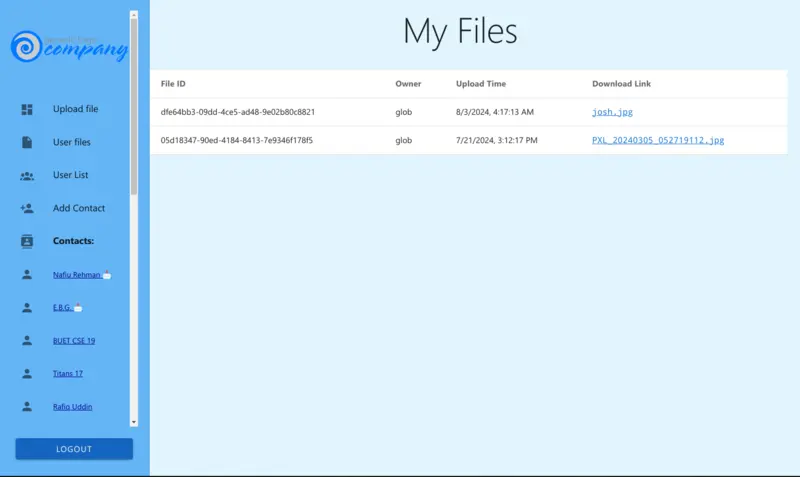 company
My Files
Upload file
User files
User List
Add Contact
Contacts:
Nafiu Rehman
E.B.G.
BUET CSE 19
Titans 17
Rafiq Uddin
LOGOUT
File ID Owner Upload Time Download Link
dfe64bb3-09dd-4ce5-ad48-9e02b80c8821 glob 8/3/2024, 4:17:13 AM josh.jpg
05d18347-90ed-4184-8413-7e9346f178f5 glob 7/21/2024, 3:12:17 PM PXL_20240305_052719112.jpg